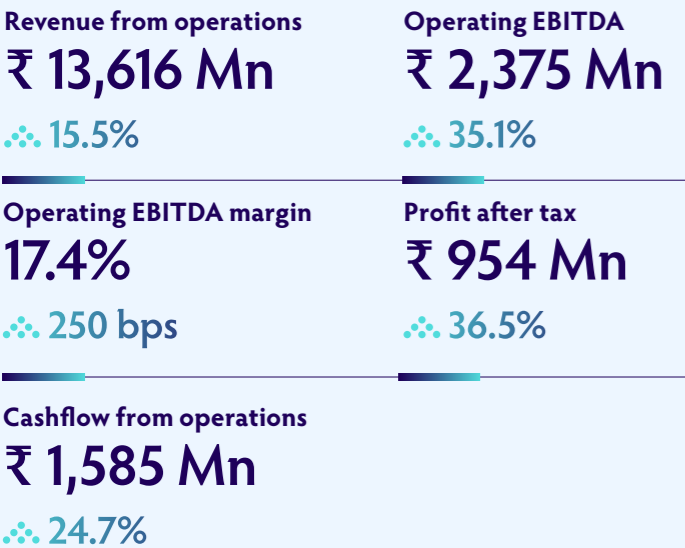 Revenue from operations
₹ 13,616 Mn
15.5%
Operating EBITDA
₹ 2,375 Mn
35.1%
Operating EBITDA margin
17.4%
250 bps
Profit after tax
₹ 954 Mn
36.5%
Cashflow from operations
₹ 1,585 Mn
24.7%